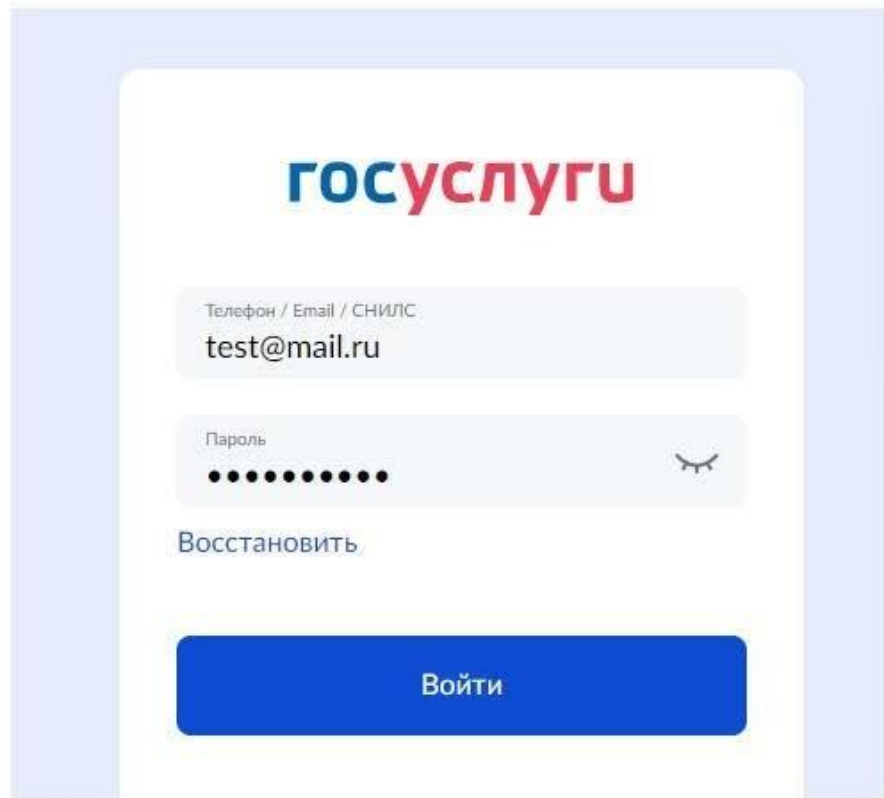 госуслуги
Телефон / Email / СНИЛС
test@mail.ru
Пароль
••••••••••
Восстановить
Войти